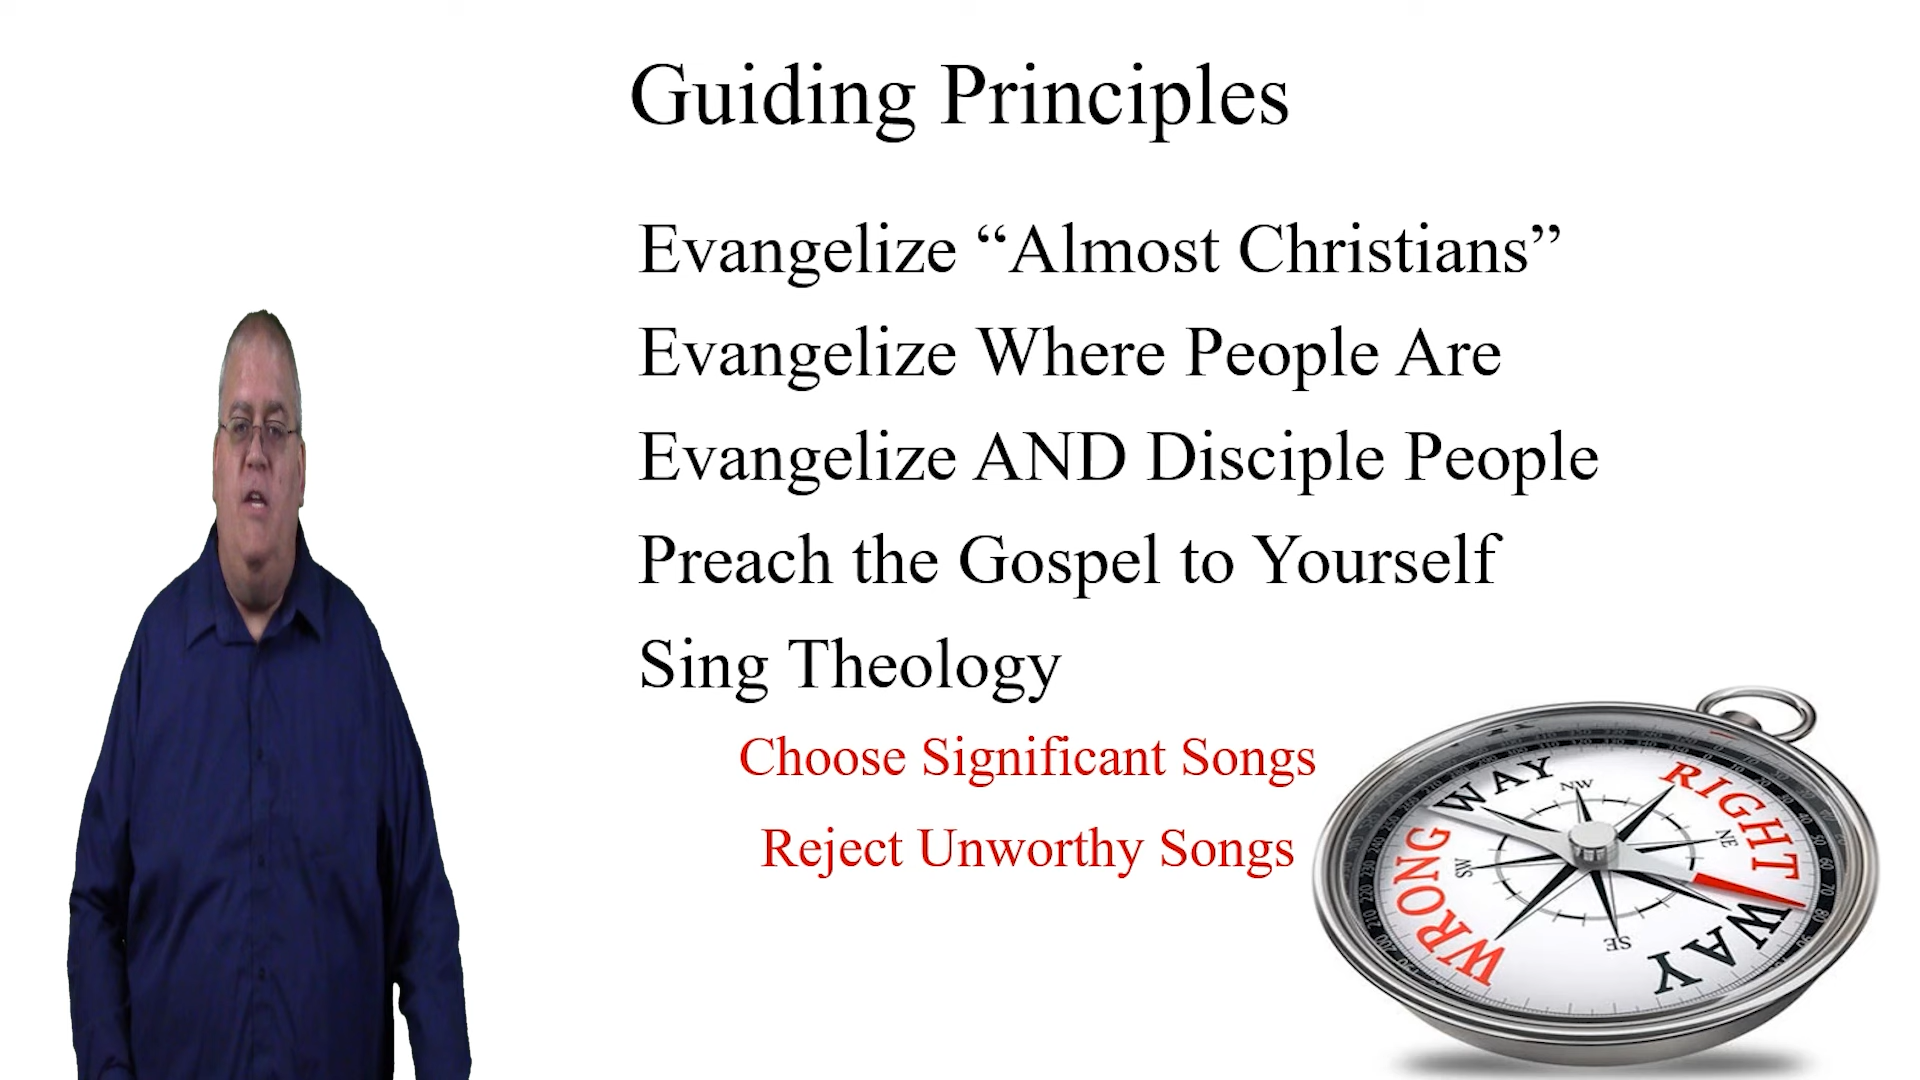 Guiding Principles
Evangelize “Almost Christians”
Evangelize Where People Are
Evangelize AND Disciple People
Preach the Gospel to Yourself
Sing Theology
Choose Significant Songs
Reject Unworthy Songs
WRONG WAY
RIGHT WAY
NW
NE
SW
SE